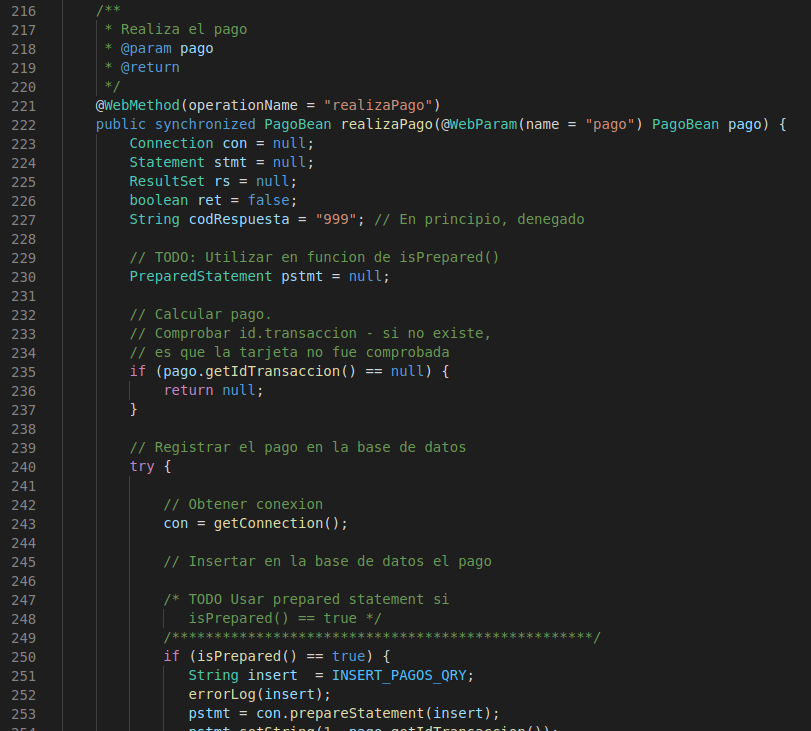 216 /**
217  * Realiza el pago
218  * @param pago
219  * @return
220  */
221 @WebMethod(operationName = "realizaPago")
222 public synchronized PagoBean realizaPago(@WebParam(name = "pago") PagoBean pago) {
223     Connection con = null;
224     Statement stmt = null;
225     ResultSet rs = null;
226     boolean ret = false;
227     String codRespuesta = "999"; // En principio, denegado
228
229     // TODO: Utilizar en funcion de isPrepared()
230     PreparedStatement pstmt = null;
231
232     // Calcular pago.
233     // Comprobar id.transaccion - si no existe,
234     // es que la tarjeta no fue comprobada
235     if (pago.getIdTransaccion() == null) {
236         return null;
237     }
238
239     // Registrar el pago en la base de datos
240     try {
241
242         // Obtener conexion
243         con = getConnection();
244
245         // Insertar en la base de datos el pago
246
247         /* TODO Usar prepared statement si
248            isPrepared() == true */
249         /**************************************************/
250         if (isPrepared() == true) {
251            String insert  = INSERT_PAGOS_QRY;
252            errorLog(insert);
253            pstmt = con.prepareStatement(insert);
254            pstmt.setString(1, pago.getIdTransaccion());